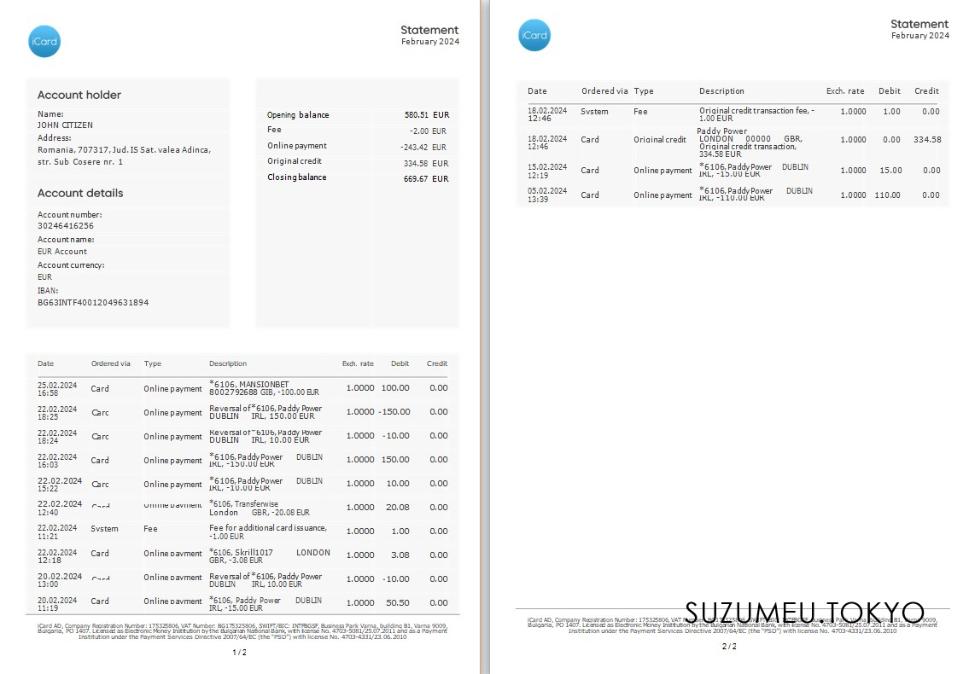 iCard
Statement
February 2024
Account holder
Name:
JOHN CITIZEN
Address:
Romania, 707317, Jud.IS Sat. valea Adinca,
str. Sub Cosere nr. 1
Account details
Account number:
30246416256
Account name:
EUR Account
Account currency:
EUR
IBAN:
BG63INTF40012049631894
Opening balance 580.51 EUR
Fee -2.00 EUR
Online payment -243.42 EUR
Original credit 334.58 EUR
Closing balance 669.67 EUR
Date Ordered via Type Description Exch. rate Debit Credit
25.02.2024 16:58 Card Online payment *6106, MANSIONBET 8002792688 GIB, -100.00 EUR 1.0000 100.00 0.00
22.02.2024 18:25 Carc Online payment Reversal of *6106, Paddy Power DUBLIN IRL, 150.00 EUR 1.0000 -150.00 0.00
22.02.2024 18:24 Carc Online payment Reversal of *6106, Paddy Power DUBLIN IRL, 10.00 EUR 1.0000 -10.00 0.00
22.02.2024 16:03 Card Online payment *6106, Paddy Power DUBLIN IRL, -150.00 EUR 1.0000 150.00 0.00
22.02.2024 15:22 Carc Online payment *6106, Paddy Power DUBLIN IRL, -10.00 EUR 1.0000 10.00 0.00
22.02.2024 12:40 Card Online payment *6106, Transferwise London GBR, -20.08 EUR 1.0000 20.08 0.00
22.02.2024 11:21 System Fee Fee for additional card issuance, -1.00 EUR 1.0000 1.00 0.00
22.02.2024 12:18 Card Online payment *6106, Skrill1017 LONDON GBR, -3.08 EUR 1.0000 3.08 0.00
20.02.2024 13:00 Card Online payment Reversal of *6106, Paddy Power DUBLIN IRL, 10.00 EUR 1.0000 -10.00 0.00
20.02.2024 11:19 Card Online payment *6106, Paddy Power DUBLIN IRL, -15.00 EUR 1.0000 50.50 0.00
iCard AD, Company Registration Number: 175325806, VAT Number: BG175325806, SWIFT/BIC: INTFBGSF, Business Park Varna, building B1, Varna 9009,
Bulgaria, PO 1407. Licensed as Electronic Money Institution by the Bulgarian National Bank, with license No. 4703-5081/25.07.2011 and as a Payment
Institution under the Payment Services Directive 2007/64/EC (the "PSD") with license No. 4703-4331/23.06.2010
1/2
iCard
Statement
February 2024
Date Ordered via Type Description Exch. rate Debit Credit
18.02.2024 12:46 System Fee Original credit transaction fee, -1.00 EUR 1.0000 1.00 0.00
18.02.2024 12:46 Card Original credit Paddy Power LONDON 00000 GBR, Original credit transaction, 334.58 EUR 1.0000 0.00 334.58
15.02.2024 12:19 Card Online payment *6106, Paddy Power DUBLIN IRL, -15.00 EUR 1.0000 15.00 0.00
05.02.2024 13:39 Card Online payment *6106, Paddy Power DUBLIN IRL, -110.00 EUR 1.0000 110.00 0.00
SUZUMEU.TOKYO
iCard AD, Company Registration Number: 175325806, Business Park Varna, building B1, Varna 9009,
Bulgaria, PO 1407. Licensed as Electronic Money Institution by the Bulgarian National Bank, with license No. 4703-5081/25.07.2011 and as a Payment
Institution under the Payment Services Directive 2007/64/EC (the "PSD") with license No. 4703-4331/23.06.2010
2/2